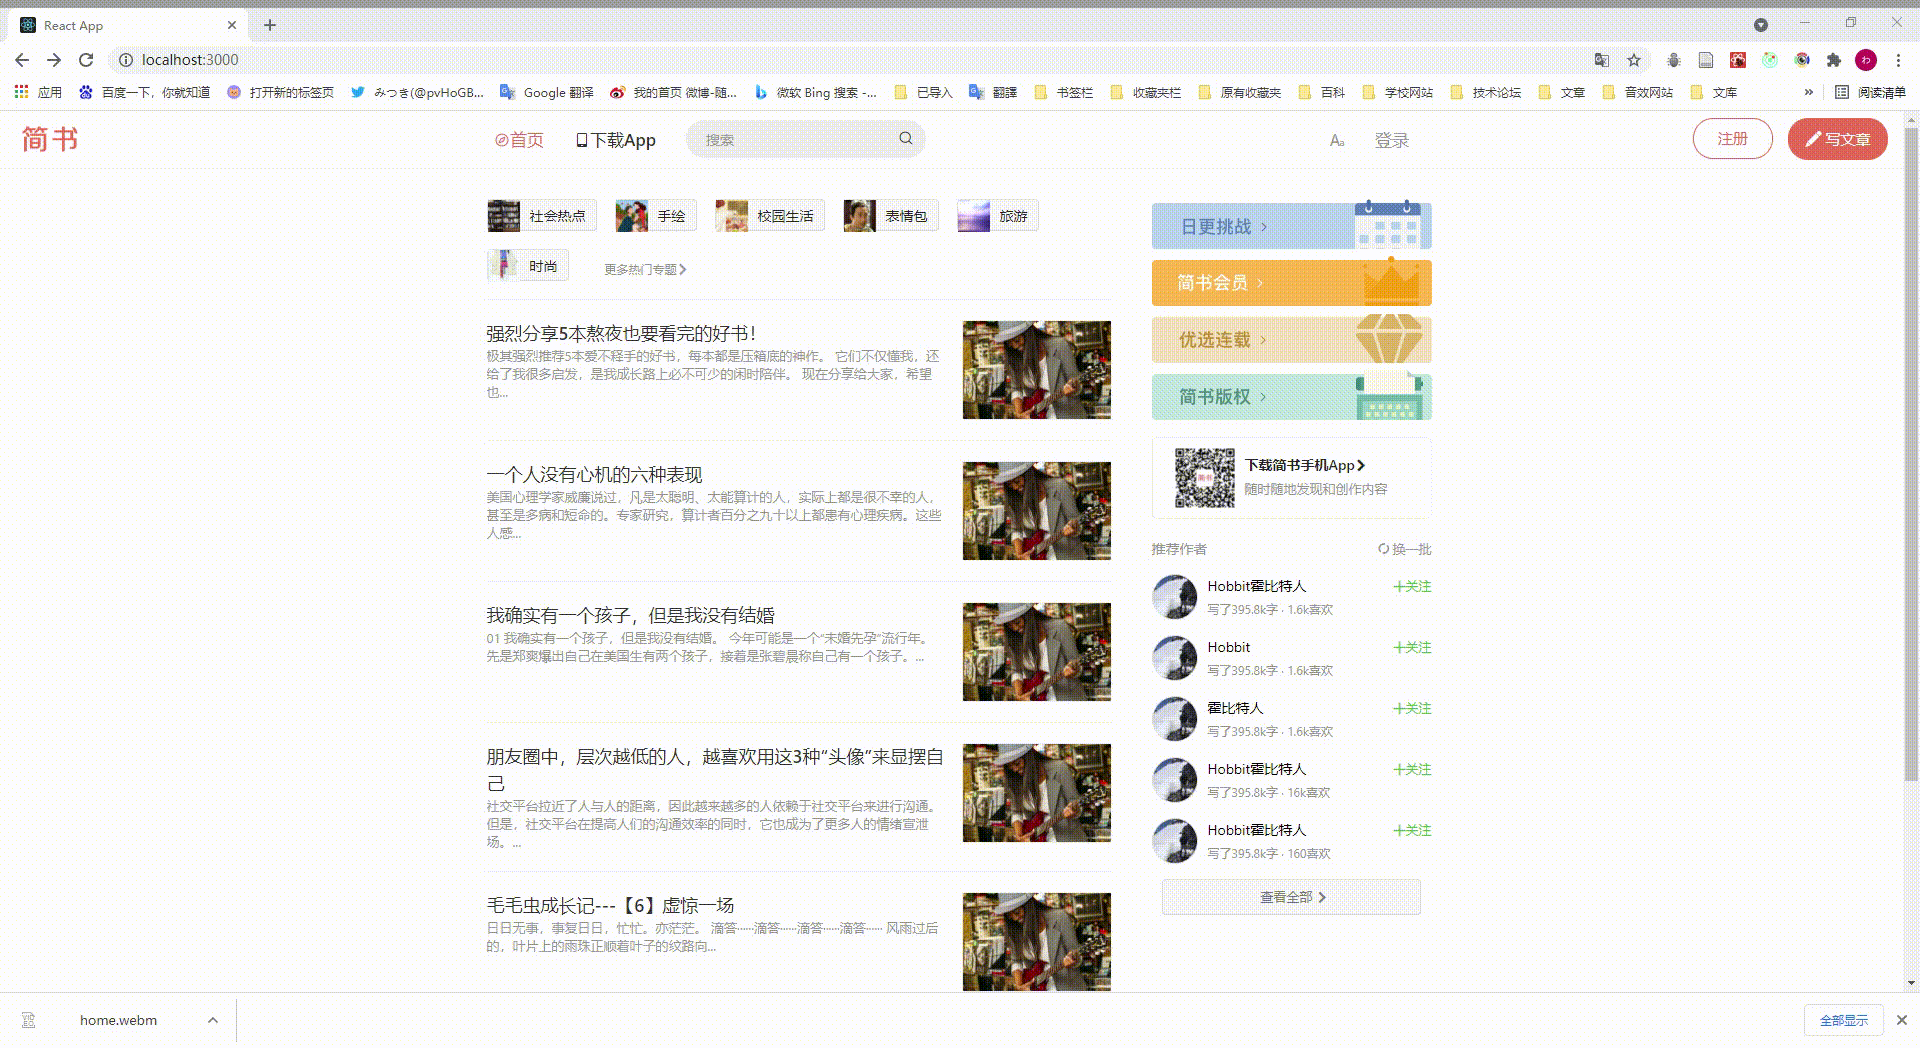 React App
localhost:3000
应用 百度一下，你就知道 打开新的标签页 みつき(@pvHoGB... Google 翻译 我的首页 微博-随... 微软 Bing 搜索 -... 已导入 翻譯 书签栏 收藏夹栏 原有收藏夹 百科 学校网站 技术论坛 文章 音效网站 文库 » 阅读清单
わ
简书 首页 下载App 搜索 Aa 登录 注册 写文章
社会热点 手绘 校园生活 表情包 旅游
时尚 更多热门专题
强烈分享5本熬夜也要看完的好书！
极其强烈推荐5本爱不释手的好书，每本都是压箱底的神作。 它们不仅懂我，还
给了我很多启发，是我成长路上必不可少的闲时陪伴。 现在分享给大家，希望
也...
一个人没有心机的六种表现
美国心理学家威廉说过，凡是太聪明、太能算计的人，实际上都是很不幸的人，
甚至是多病和短命的。专家研究，算计者百分之九十以上都患有心理疾病。这些
人感...
我确实有一个孩子，但是我没有结婚
01 我确实有一个孩子，但是我没有结婚。 今年可能是一个“未婚先孕”流行年。
先是郑爽爆出自己在美国生有两个孩子，接着是张碧晨称自己有一个孩子。...
朋友圈中，层次越低的人，越喜欢用这3种“头像”来显摆自
己
社交平台拉近了人与人的距离，因此越来越多的人依赖于社交平台来进行沟通。
但是，社交平台在提高人们的沟通效率的同时，它也成为了更多人的情绪宣泄
场。...
毛毛虫成长记---【6】虚惊一场
日日无事，事复日日，忙忙。亦茫茫。 滴答······滴答······滴答······滴答······ 风雨过后
的，叶片上的雨珠正顺着叶子的纹路向...
日更挑战
简书会员
优选连载
简书版权
下载简书手机App
随时随地发现和创作内容
推荐作者 换一批
Hobbit霍比特人 关注
写了395.8k字 · 1.6k喜欢
Hobbit 关注
写了395.8k字 · 1.6k喜欢
霍比特人 关注
写了395.8k字 · 1.6k喜欢
Hobbit霍比特人 关注
写了395.8k字 · 16k喜欢
Hobbit霍比特人 关注
写了395.8k字 · 160喜欢
查看全部
home.webm 全部显示